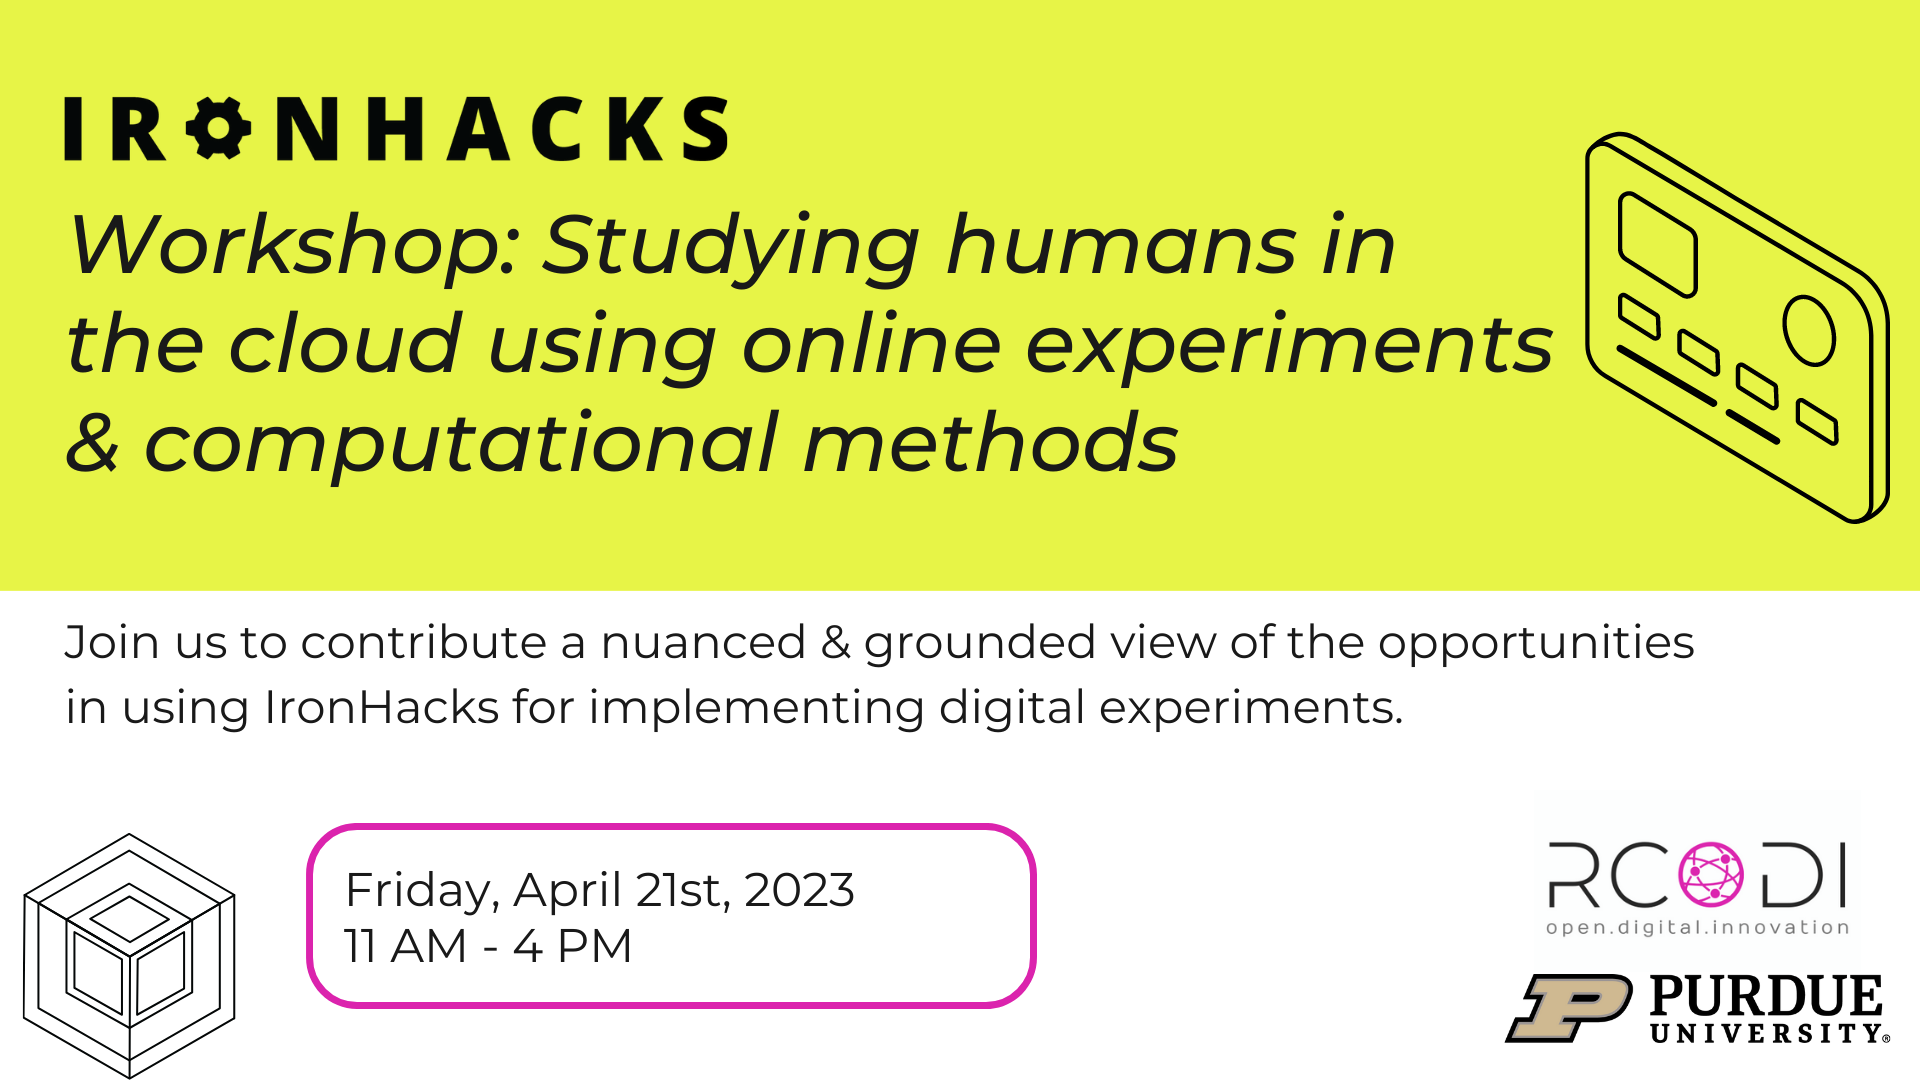 IRONHACKS
Workshop: Studying humans in
the cloud using online experiments
& computational methods
Join us to contribute a nuanced & grounded view of the opportunities
in using IronHacks for implementing digital experiments.
Friday, April 21st, 2023
11 AM - 4 PM
RCODI
open.digital.innovation
P PURDUE
UNIVERSITY®